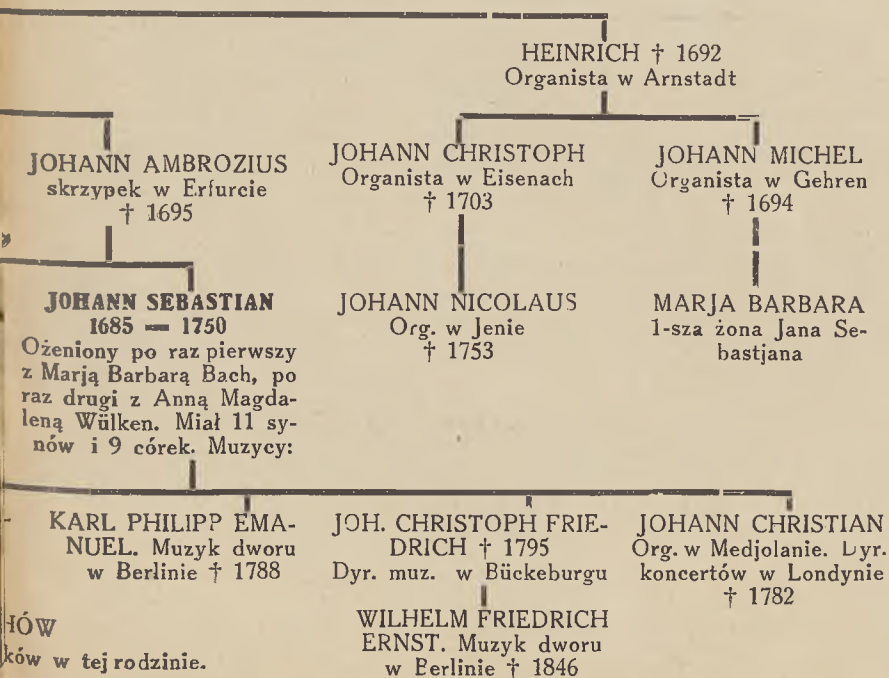 HEINRICH † 1692
Organista w Arnstadt
JOHANN AMBROZIUS
skrzypek w Erfurcie
† 1695
JOHANN CHRISTOPH
Organista w Eisenach
† 1703
JOHANN MICHEL
Organista w Gehren
† 1694
JOHANN SEBASTIAN
1685 — 1750
Ożeniony po raz pierwszy
z Marją Barbarą Bach, po
raz drugi z Anną Magda-
leną Wülken. Miał 11 sy-
nów i 9 córek. Muzycy:
JOHANN NICOLAUS
Org. w Jenie
† 1753
MARJA BARBARA
1-sza żona Jana Se-
bastjana
KARL PHILIPP EMA-
NUEL. Muzyk dworu
w Berlinie † 1788
JOH. CHRISTOPH FRIE-
DRICH † 1795
Dyr. muz. w Bückeburgu
JOHANN CHRISTIAN
Org. w Medjolanie. Dyr.
koncertów w Londynie
† 1782
WILHELM FRIEDRICH
ERNST. Muzyk dworu
w Berlinie † 1846
HÓW
ków w tej rodzinie.